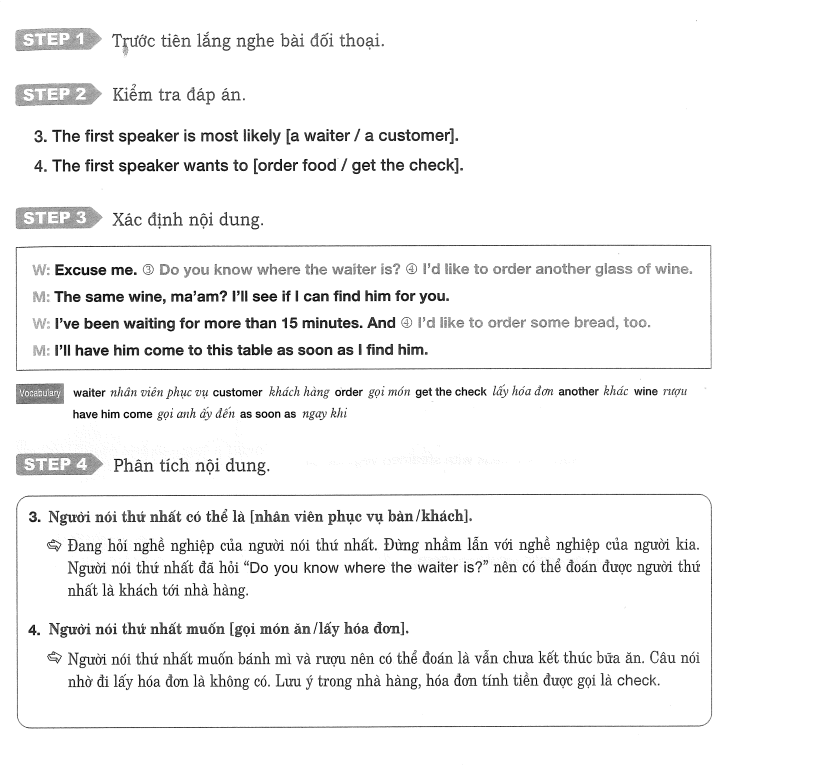 STEP 1 Trước tiên lắng nghe bài đối thoại.
STEP 2 Kiểm tra đáp án.
3. The first speaker is most likely [a waiter / a customer].
4. The first speaker wants to [order food / get the check].
STEP 3 Xác định nội dung.
W: Excuse me. ③ Do you know where the waiter is? ④ I’d like to order another glass of wine.
M: The same wine, ma’am? I’ll see if I can find him for you.
W: I’ve been waiting for more than 15 minutes. And ④ I’d like to order some bread, too.
M: I’ll have him come to this table as soon as I find him.
Vocabulary waiter nhân viên phục vụ customer khách hàng order gọi món get the check lấy hóa đơn another khác wine rượu
have him come gọi anh ấy đến as soon as ngay khi
STEP 4 Phân tích nội dung.
3. Người nói thứ nhất có thể là [nhân viên phục vụ bàn/khách].
➪ Đang hỏi nghề nghiệp của người nói thứ nhất. Đừng nhầm lẫn với nghề nghiệp của người kia.
Người nói thứ nhất đã hỏi “Do you know where the waiter is?” nên có thể đoán được người thứ
nhất là khách tới nhà hàng.
4. Người nói thứ nhất muốn [gọi món ăn/lấy hóa đơn].
➪ Người nói thứ nhất muốn bánh mì và rượu nên có thể đoán là vẫn chưa kết thúc bữa ăn. Câu nói
nhờ đi lấy hóa đơn là không có. Lưu ý trong nhà hàng, hóa đơn tính tiền được gọi là check.